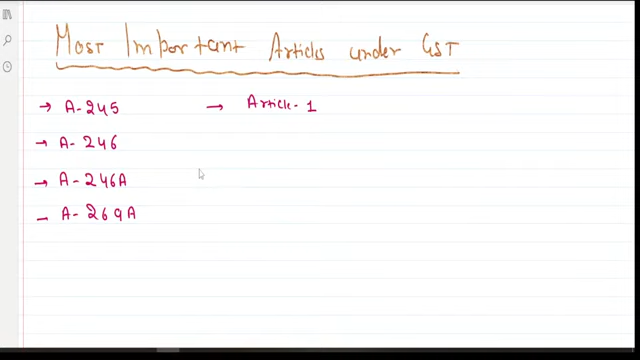 Most Important Articles under GST
→ A-245
→ Article-1
→ A-246
→ A-246A
- A-269A